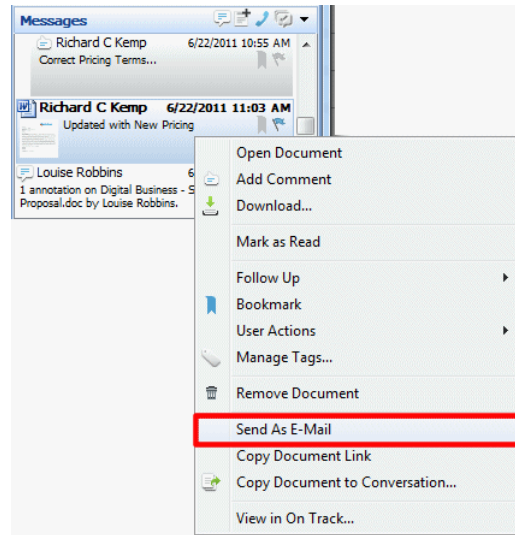 Messages
Richard C Kemp 6/22/2011 10:55 AM
Correct Pricing Terms...
Richard C Kemp 6/22/2011 11:03 AM
Updated with New Pricing
Louise Robbins 6
1 annotation on Digital Business - S
Proposal.doc by Louise Robbins.
Open Document
Add Comment
Download...
Mark as Read
Follow Up
Bookmark
User Actions
Manage Tags...
Remove Document
Send As E-Mail
Copy Document Link
Copy Document to Conversation...
View in On Track...